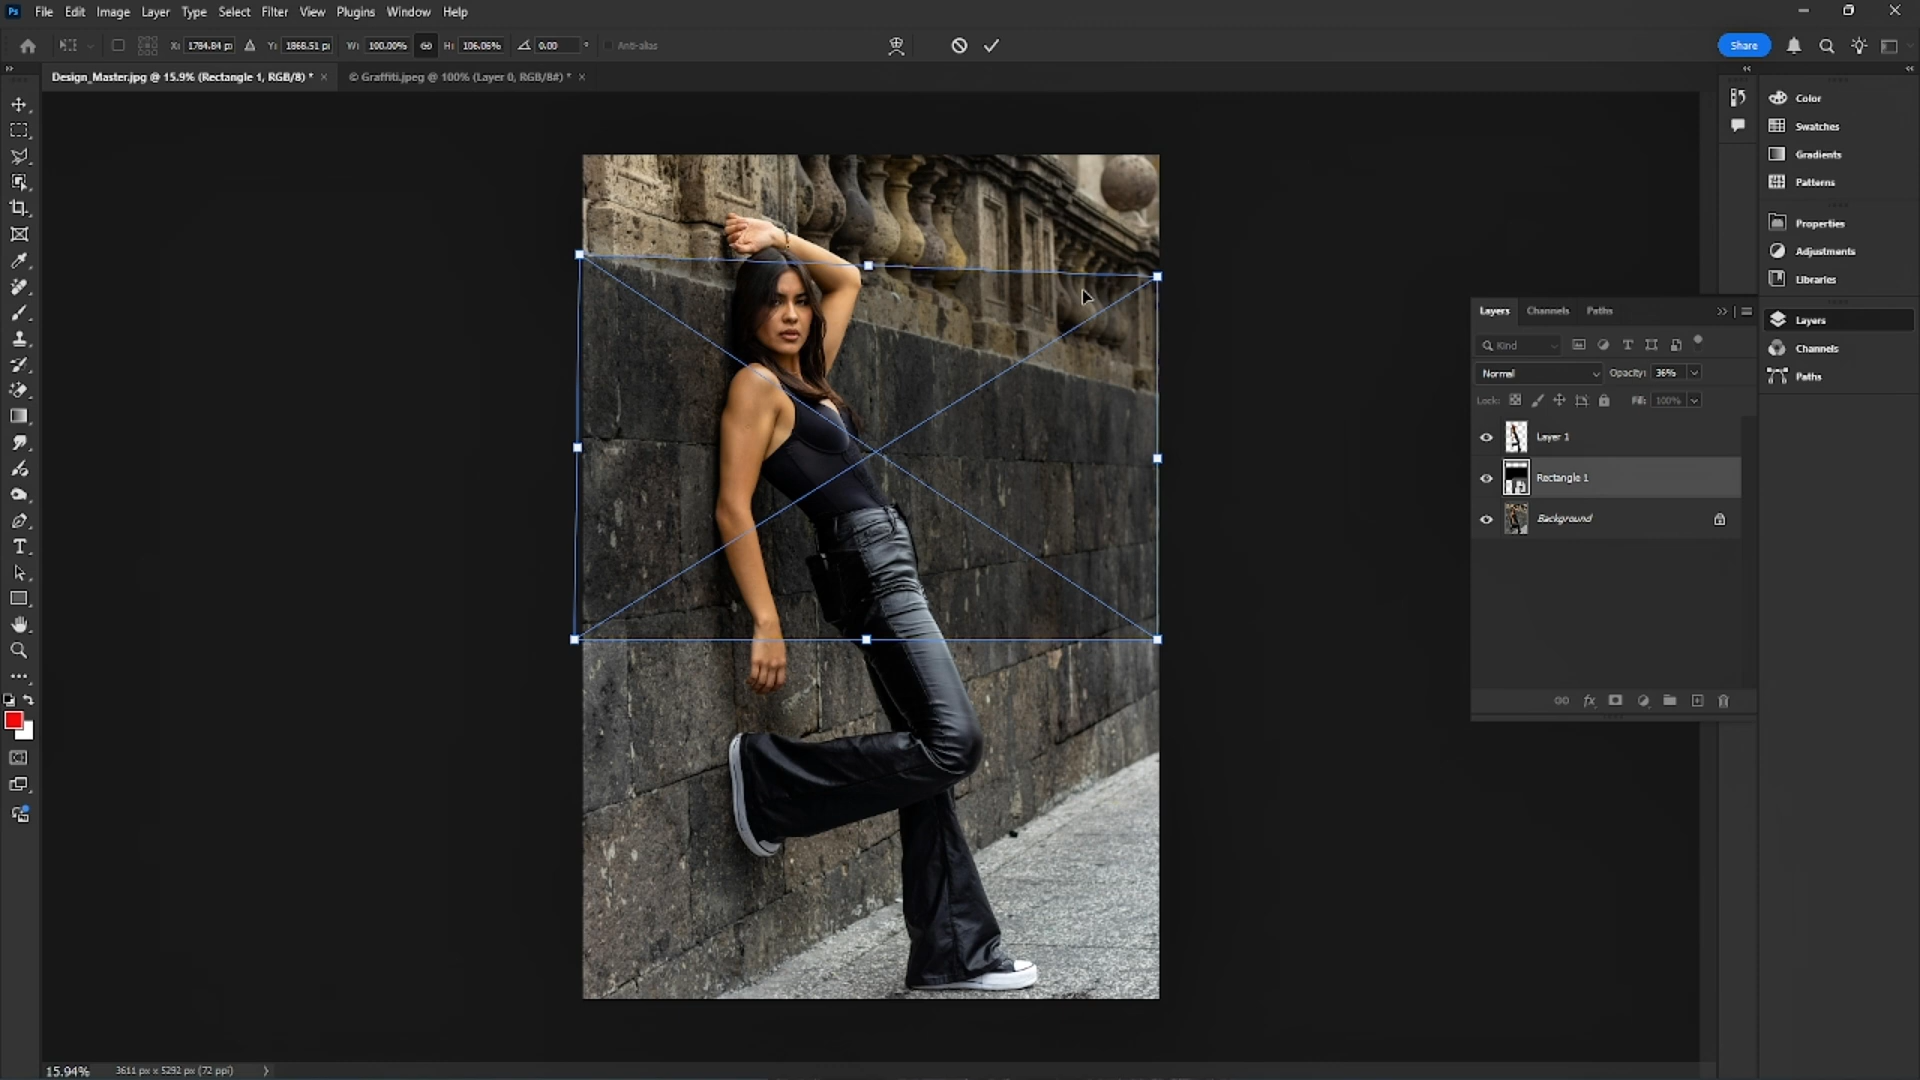 Ps File Edit Image Layer Type Select Filter View Plugins Window Help
X: 1784.84 pi Y: 1868.51 pi W: 100.00% H: 106.06% 0.00 ° Anti-alias Share
Design_Master.jpg @ 15.9% (Rectangle 1, RGB/8) * × © Graffiti.jpeg @ 100% (Layer 0, RGB/8#) * ×
Color
Swatches
Gradients
Patterns
Properties
Adjustments
Libraries
Layers
Channels
Paths
Layers Channels Paths
Kind
Normal Opacity: 36%
Lock: Fill: 100%
Layer 1
Rectangle 1
Background
15.94% 3611 px x 5292 px (72 ppi)